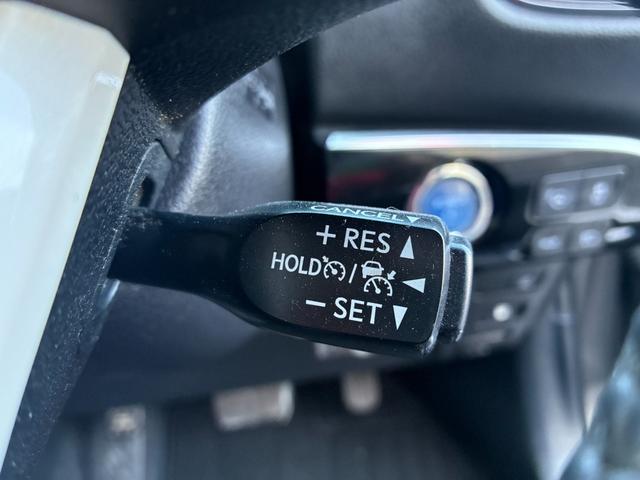 CANCEL▼
+ RES ▲
HOLD / ◀
− SET ▼